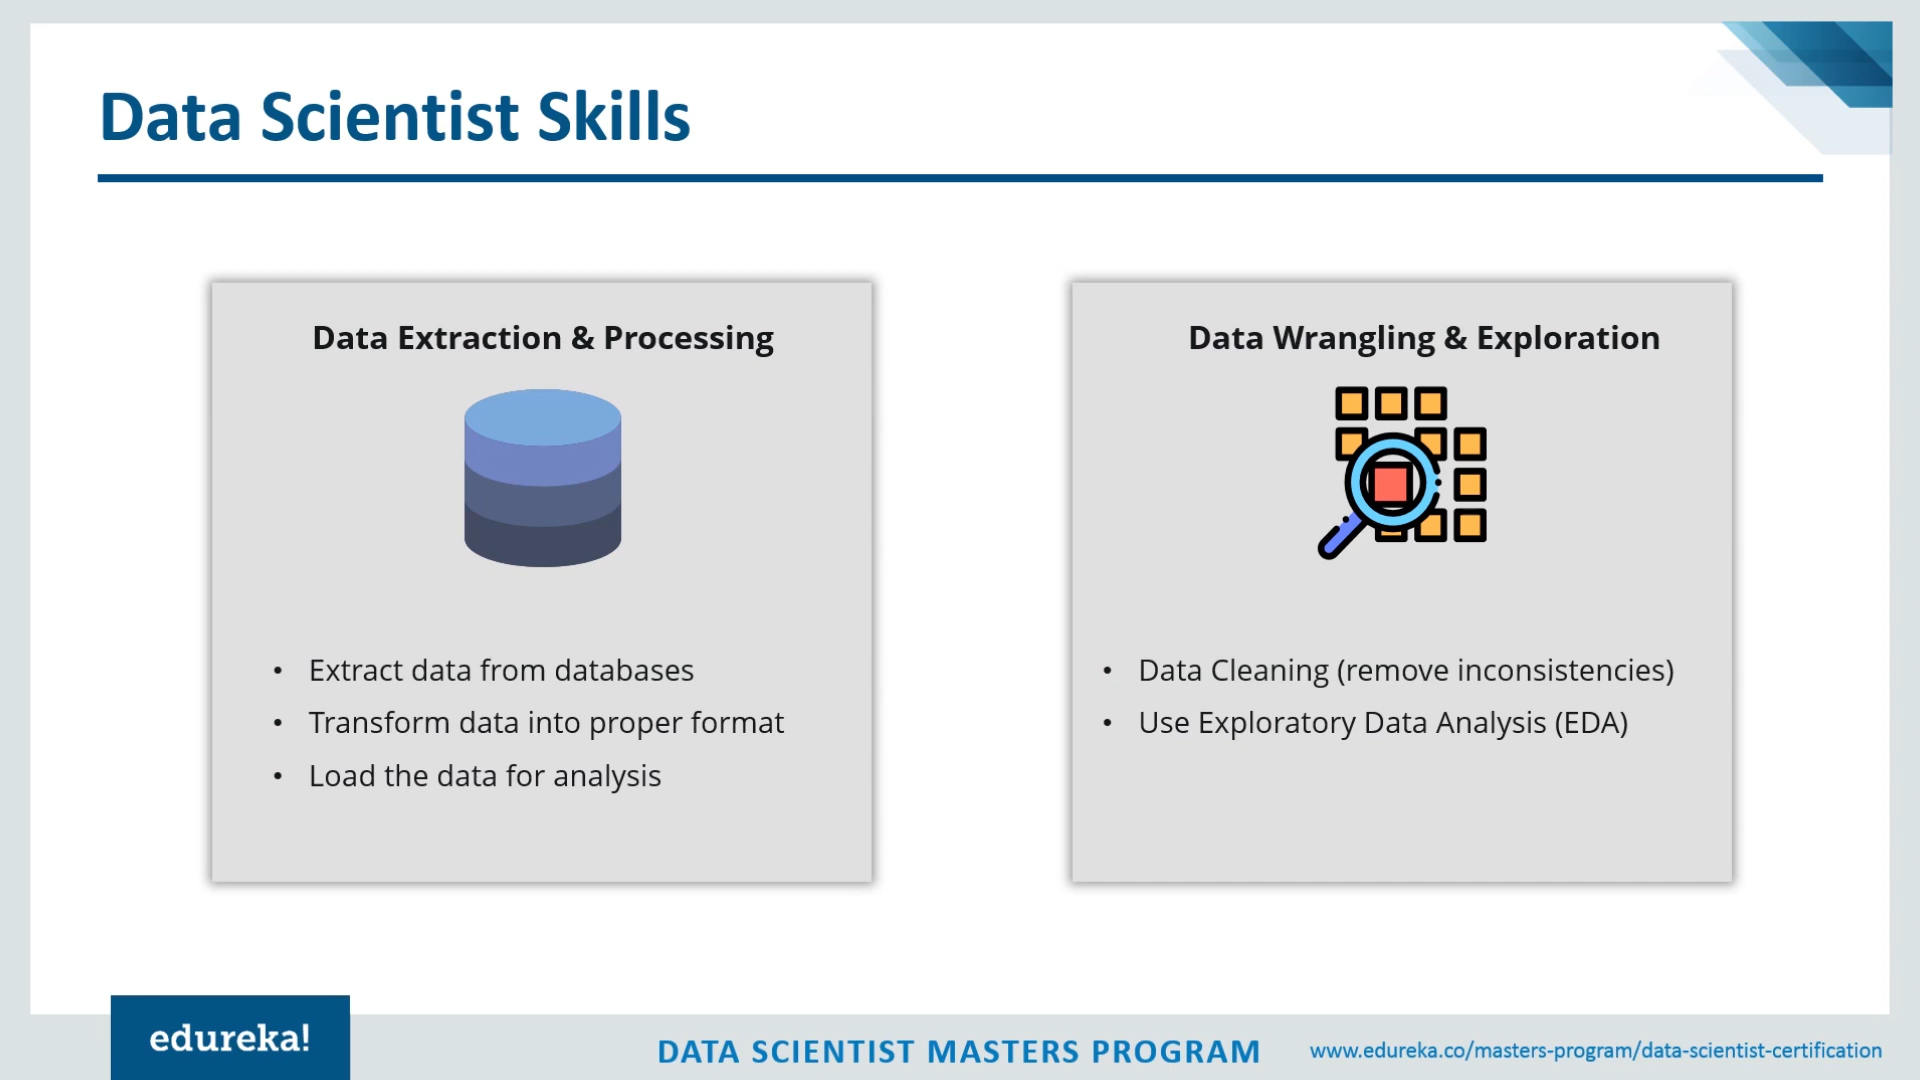 Data Scientist Skills
Data Extraction & Processing
• Extract data from databases
• Transform data into proper format
• Load the data for analysis
Data Wrangling & Exploration
• Data Cleaning (remove inconsistencies)
• Use Exploratory Data Analysis (EDA)
edureka!
DATA SCIENTIST MASTERS PROGRAM
www.edureka.co/masters-program/data-scientist-certification